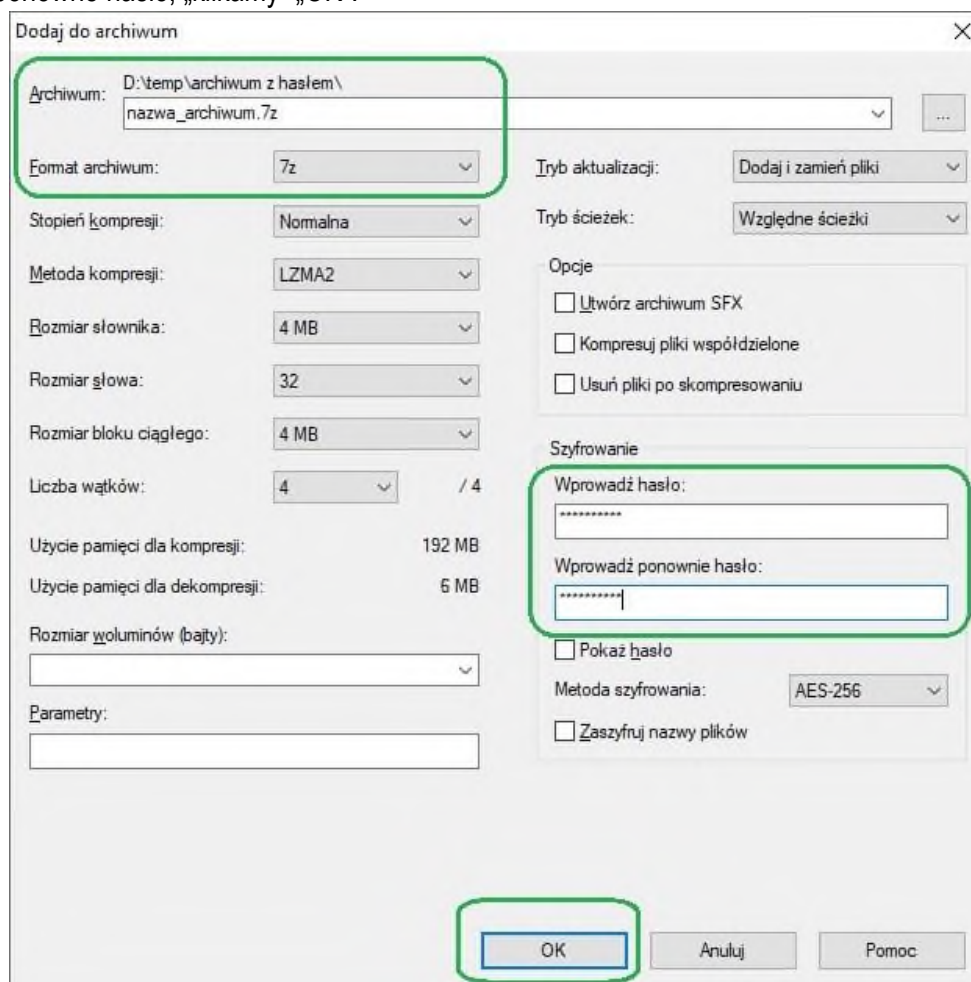 Dodaj do archiwum
Archiwum:
D:\temp\archiwum z hasłem\
nazwa_archiwum.7z
...
Format archiwum: 7z
Stopień kompresji: Normalna
Metoda kompresji: LZMA2
Rozmiar słownika: 4 MB
Rozmiar słowa: 32
Rozmiar bloku ciągłego: 4 MB
Liczba wątków: 4 / 4
Użycie pamięci dla kompresji: 192 MB
Użycie pamięci dla dekompresji: 6 MB
Rozmiar woluminów (bajty):
Parametry:
Tryb aktualizacji: Dodaj i zamień pliki
Tryb ścieżek: Względne ścieżki
Opcje
Utwórz archiwum SFX
Kompresuj pliki współdzielone
Usuń pliki po skompresowaniu
Szyfrowanie
Wprowadź hasło:
**********
Wprowadź ponownie hasło:
**********
Pokaż hasło
Metoda szyfrowania: AES-256
Zaszyfruj nazwy plików
OK Anuluj Pomoc